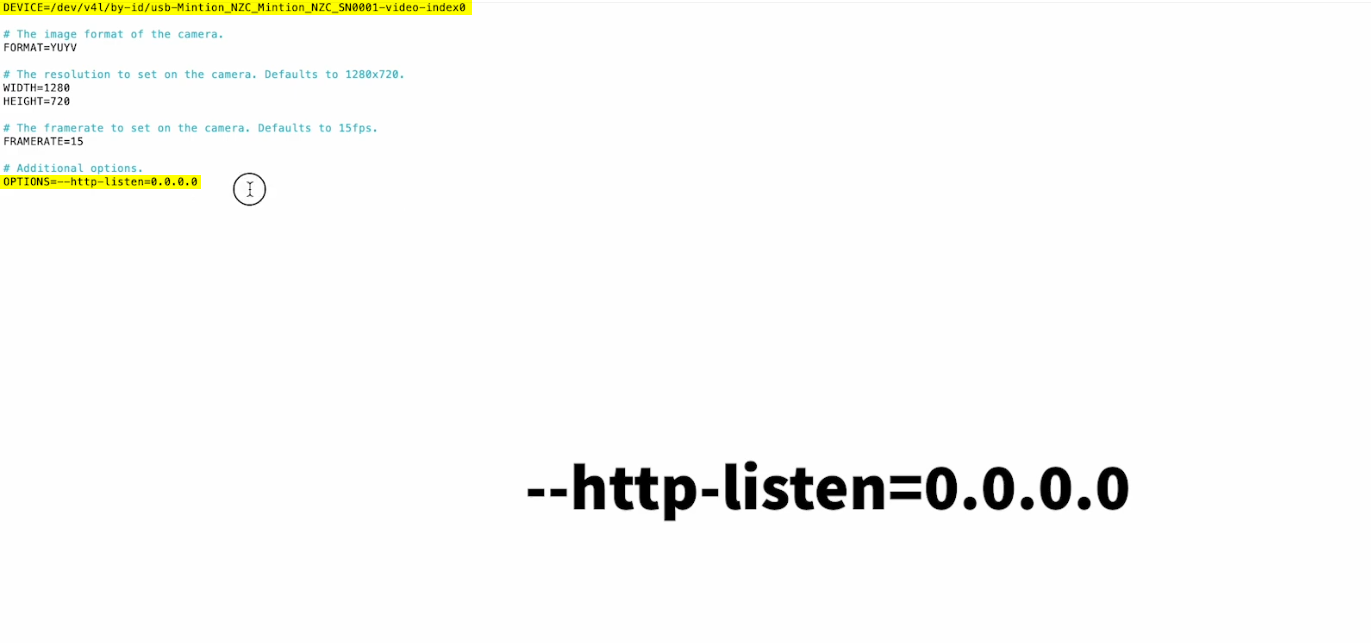 DEVICE=/dev/v4l/by-id/usb-Mintion_NZC_Mintion_NZC_SN0001-video-index0
# The image format of the camera.
FORMAT=YUYV
# The resolution to set on the camera. Defaults to 1280x720.
WIDTH=1280
HEIGHT=720
# The framerate to set on the camera. Defaults to 15fps.
FRAMERATE=15
# Additional options.
OPTIONS=--http-listen=0.0.0.0
--http-listen=0.0.0.0